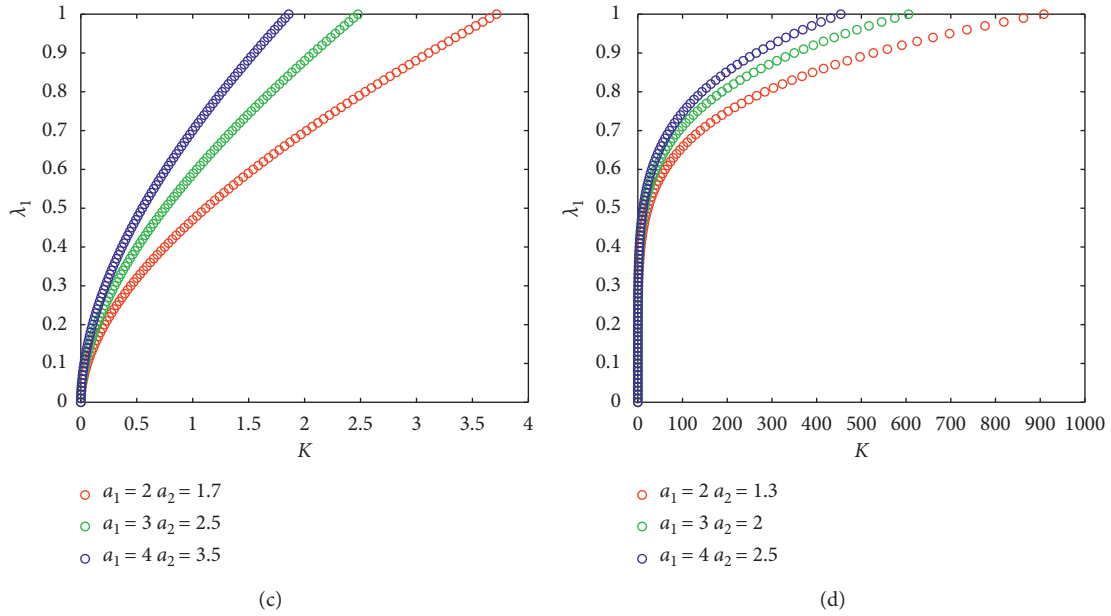 1
0.9
0.8
0.7
0.6
0.5
0.4
0.3
0.2
0.1
0
λ1
0 0.5 1 1.5 2 2.5 3 3.5 4
K
a1 = 2 a2 = 1.7
a1 = 3 a2 = 2.5
a1 = 4 a2 = 3.5
(c)
1
0.9
0.8
0.7
0.6
0.5
0.4
0.3
0.2
0.1
0
λ1
0 100 200 300 400 500 600 700 800 900 1000
K
a1 = 2 a2 = 1.3
a1 = 3 a2 = 2
a1 = 4 a2 = 2.5
(d)